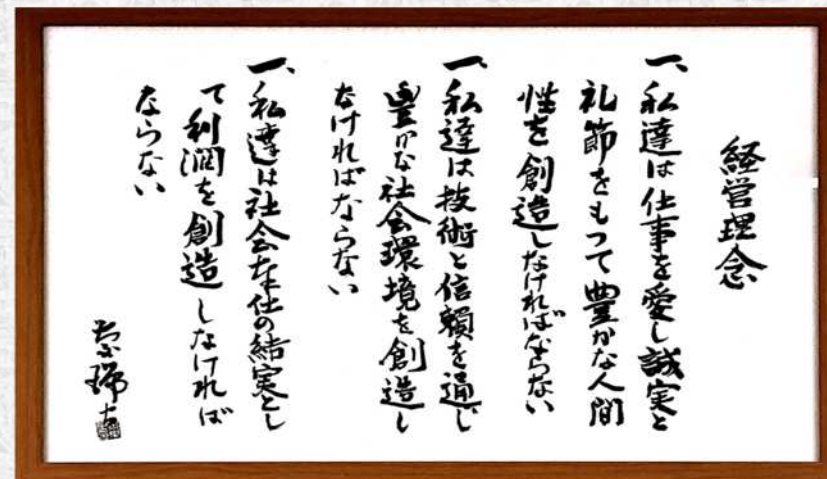 経営理念
一、私達は仕事を愛し誠実と
礼節をもって豊かな人間
性を創造しなければならない
一、私達は技術と信頼を通じ
豊かな社会環境を創造し
なければならない
一、私達は社会奉仕の結実とし
て利潤を創造しなければ
ならない